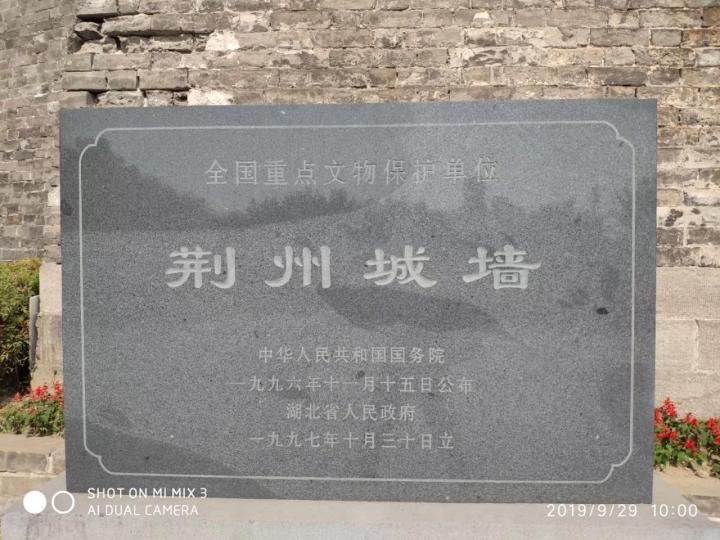 全国重点文物保护单位
荆州城墙
中华人民共和国国务院
一九九六年十一月十五日公布
湖北省人民政府
一九九七年十月三十日立
SHOT ON MI MIX 3
AI DUAL CAMERA
2019/9/29 10:00